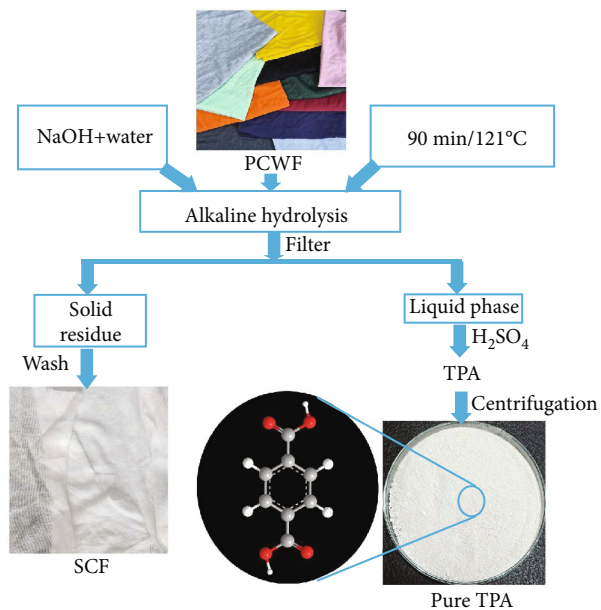 NaOH+water
PCWF
90 min/121°C
Alkaline hydrolysis
Filter
Solid
residue
Liquid phase
Wash
H₂SO₄
TPA
Centrifugation
SCF
Pure TPA